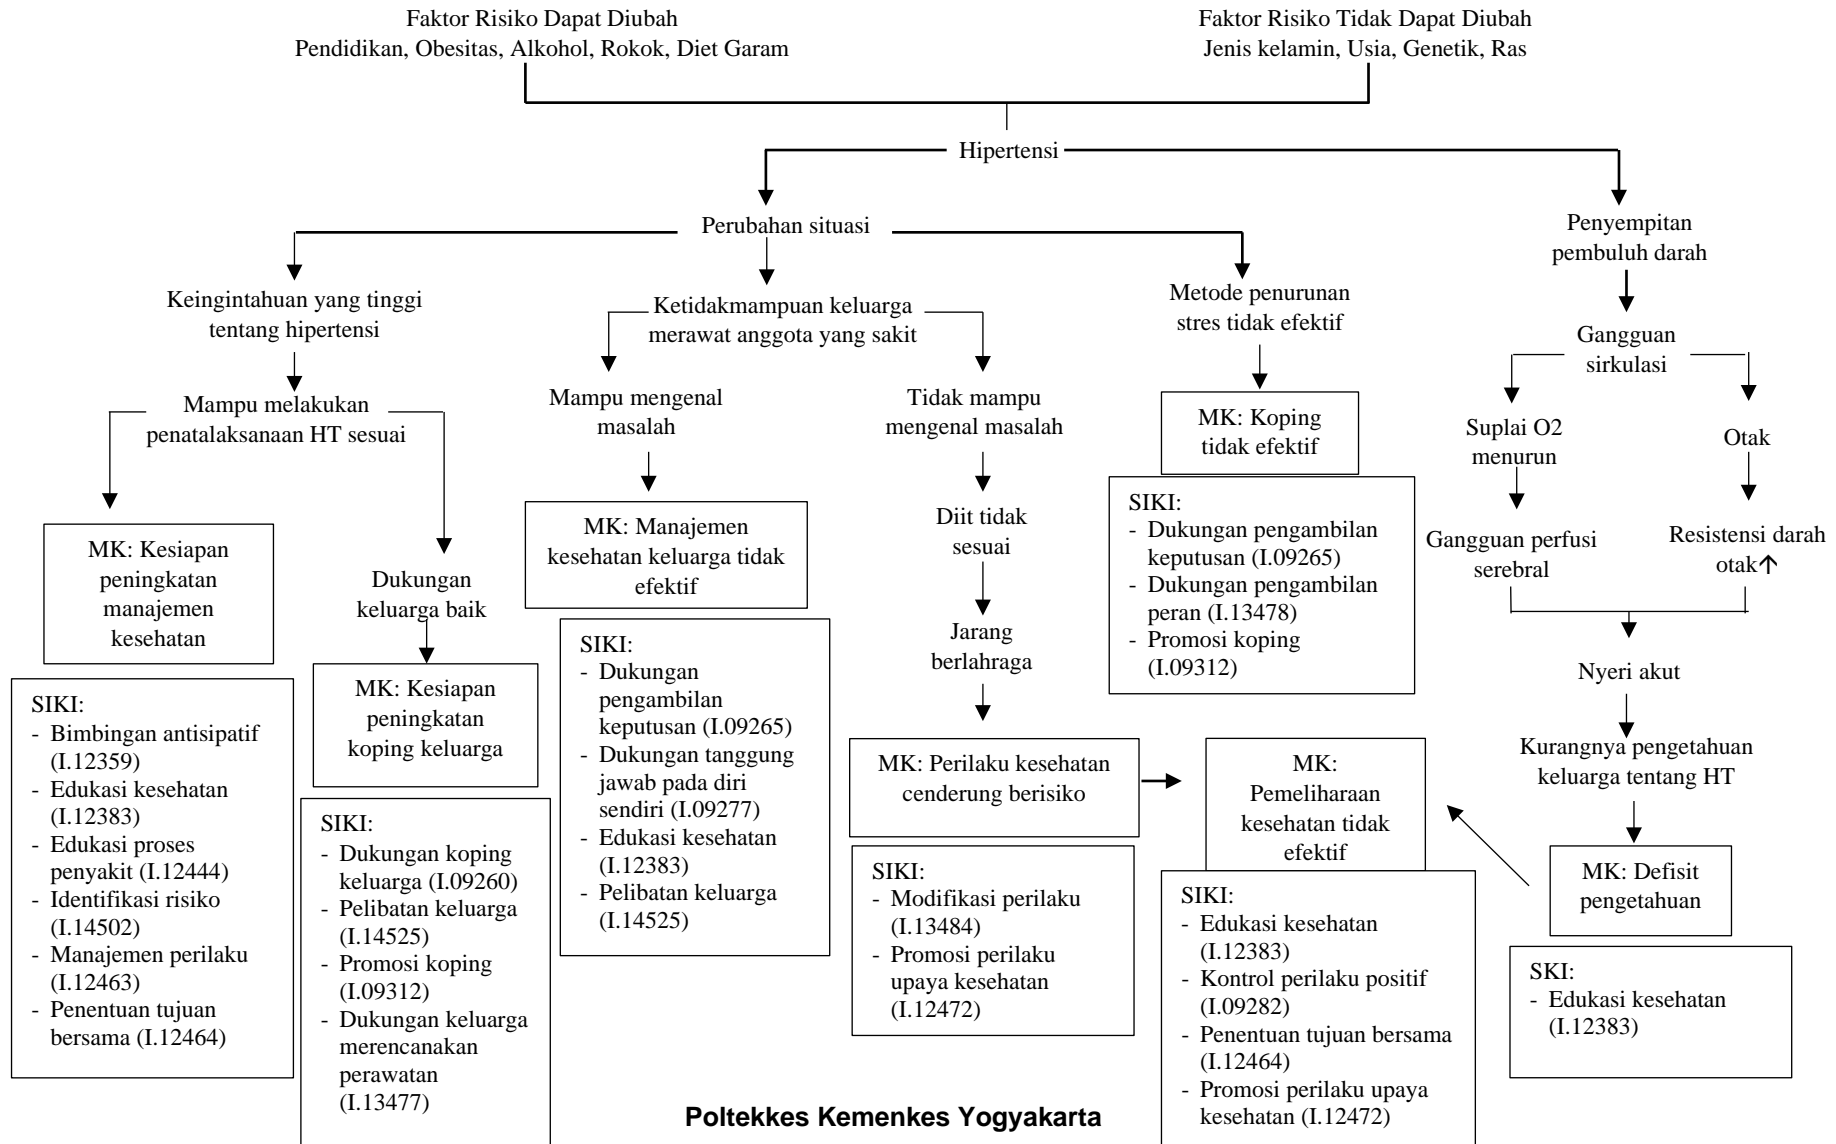 Faktor Risiko Dapat Diubah
Pendidikan, Obesitas, Alkohol, Rokok, Diet Garam
Faktor Risiko Tidak Dapat Diubah
Jenis kelamin, Usia, Genetik, Ras
Hipertensi
Perubahan situasi
Penyempitan
pembuluh darah
Keingintahuan yang tinggi
tentang hipertensi
Ketidakmampuan keluarga
merawat anggota yang sakit
Metode penurunan
stres tidak efektif
Gangguan
sirkulasi
Mampu melakukan
penatalaksanaan HT sesuai
Mampu mengenal
masalah
Tidak mampu
mengenal masalah
MK: Koping
tidak efektif
Suplai O2
menurun
Otak
MK: Kesiapan
peningkatan
manajemen
kesehatan
Dukungan
keluarga baik
MK: Manajemen
kesehatan keluarga tidak
efektif
Diit tidak
sesuai
SIKI:
- Dukungan pengambilan
keputusan (I.09265)
- Dukungan pengambilan
peran (I.13478)
- Promosi koping
(I.09312)
Gangguan perfusi
serebral
Resistensi darah
otak↑
SIKI:
- Bimbingan antisipatif
(I.12359)
- Edukasi kesehatan
(I.12383)
- Edukasi proses
penyakit (I.12444)
- Identifikasi risiko
(I.14502)
- Manajemen perilaku
(I.12463)
- Penentuan tujuan
bersama (I.12464)
MK: Kesiapan
peningkatan
koping keluarga
SIKI:
- Dukungan koping
keluarga (I.09260)
- Pelibatan keluarga
(I.14525)
- Promosi koping
(I.09312)
- Dukungan keluarga
merencanakan
perawatan
(I.13477)
SIKI:
- Dukungan
pengambilan
keputusan (I.09265)
- Dukungan tanggung
jawab pada diri
sendiri (I.09277)
- Edukasi kesehatan
(I.12383)
- Pelibatan keluarga
(I.14525)
Jarang
berlahraga
MK: Perilaku kesehatan
cenderung berisiko
SIKI:
- Modifikasi perilaku
(I.13484)
- Promosi perilaku
upaya kesehatan
(I.12472)
MK:
Pemeliharaan
kesehatan tidak
efektif
SIKI:
- Edukasi kesehatan
(I.12383)
- Kontrol perilaku positif
(I.09282)
- Penentuan tujuan bersama
(I.12464)
- Promosi perilaku upaya
kesehatan (I.12472)
Nyeri akut
Kurangnya pengetahuan
keluarga tentang HT
MK: Defisit
pengetahuan
SKI:
- Edukasi kesehatan
(I.12383)
Poltekkes Kemenkes Yogyakarta